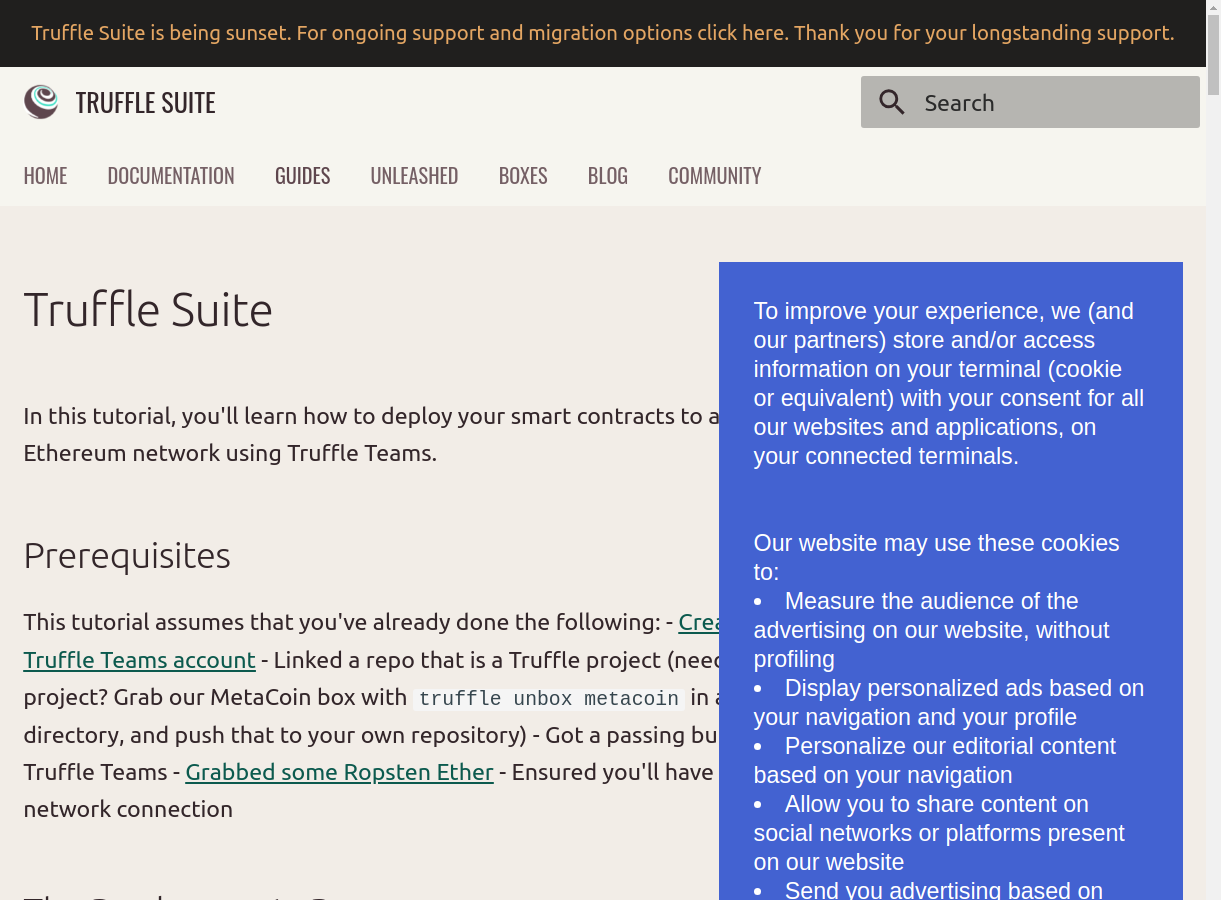 Truffle Suite is being sunset. For ongoing support and migration options click here. Thank you for your longstanding support.
TRUFFLE SUITE
Search
HOME DOCUMENTATION GUIDES UNLEASHED BOXES BLOG COMMUNITY
Truffle Suite
In this tutorial, you'll learn how to deploy your smart contracts to a
Ethereum network using Truffle Teams.
Prerequisites
This tutorial assumes that you've already done the following: -
Truffle Teams account - Linked a repo that is a Truffle project
project? Grab our MetaCoin box with truffle unbox metacoin in
directory, and push that to your own repository) - Got a passing
Truffle Teams - Grabbed some Ropsten Ether - Ensured you'll have
network connection
To improve your experience, we (and
our partners) store and/or access
information on your terminal (cookie
or equivalent) with your consent for all
our websites and applications, on
your connected terminals.
Our website may use these cookies
to:
• Measure the audience of the
advertising on our website, without
profiling
• Display personalized ads based on
your navigation and your profile
• Personalize our editorial content
based on your navigation
• Allow you to share content on
social networks or platforms present
on our website
• Send you advertising based on